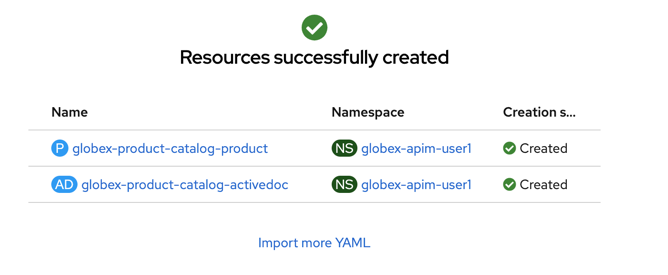 Resources successfully created
Name Namespace Creation s...
P globex-product-catalog-product NS globex-apim-user1 Created
AD globex-product-catalog-activedoc NS globex-apim-user1 Created
Import more YAML